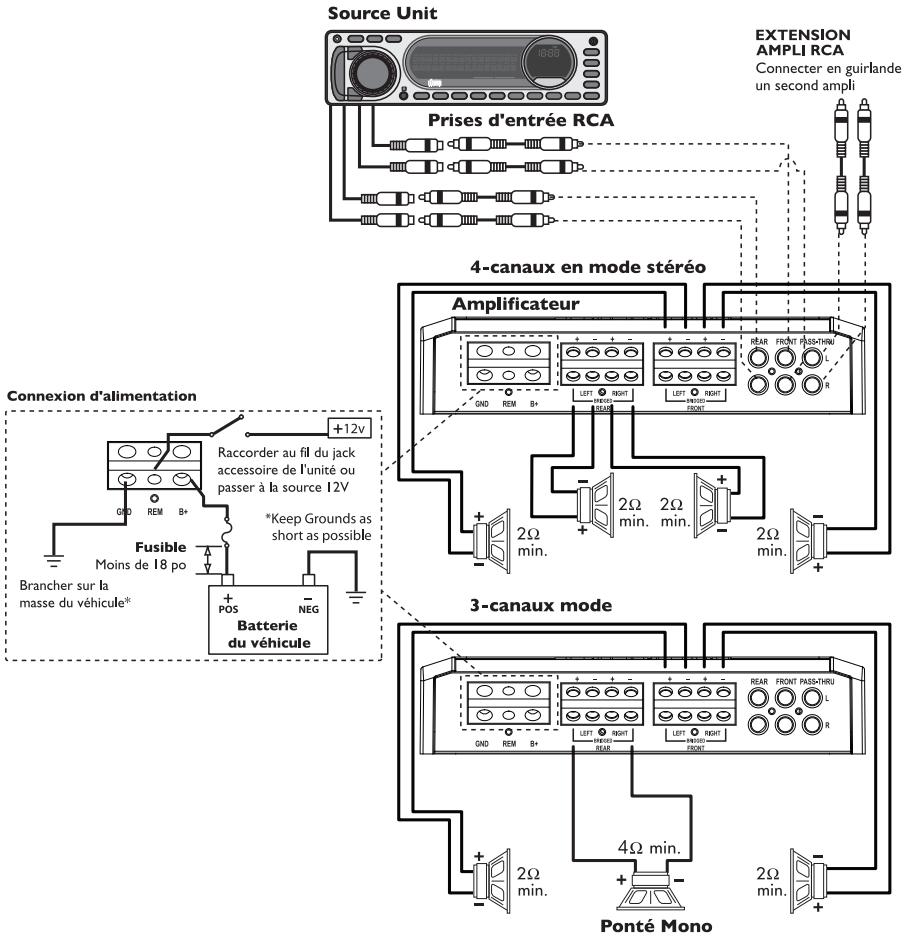 Source Unit
18:88
EXTENSION
AMPLI RCA
Connecter en guirlande
un second ampli
Prises d'entrée RCA
4-canaux en mode stéréo
Amplificateur
+ − + −
+ − + −
REAR FRONT PASS•THRU
L
R
GND REM B+
LEFT RIGHT
BRIDGED
REAR
LEFT RIGHT
BRIDGED
FRONT
+
−
2Ω
min.
−
+
2Ω
min.
2Ω
min.
+
−
2Ω
min.
−
+
Connexion d'alimentation
+12v
Raccorder au fil du jack
accessoire de l'unité ou
passer à la source 12V
GND REM B+
*Keep Grounds as
short as possible
Fusible
Moins de 18 po
Brancher sur la
masse du véhicule*
+
POS
−
NEG
Batterie
du véhicule
3-canaux mode
+ − + −
+ − + −
REAR FRONT PASS•THRU
L
R
GND REM B+
LEFT RIGHT
BRIDGED
REAR
LEFT RIGHT
BRIDGED
FRONT
+
−
2Ω
min.
4Ω min.
+ −
2Ω
min.
−
+
Ponté Mono